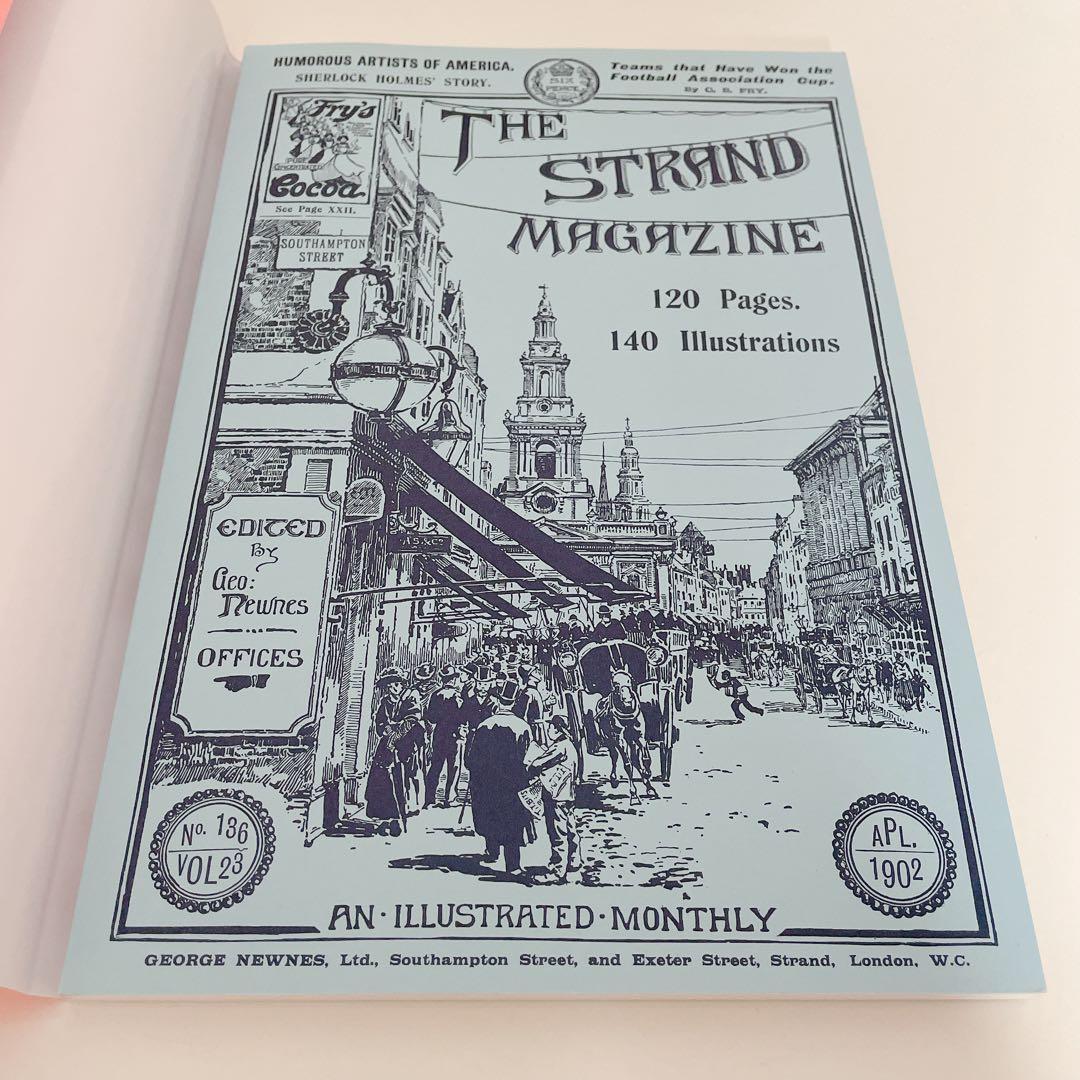 HUMOROUS ARTISTS OF AMERICA.
SHERLOCK HOLMES' STORY.
SIX
PENCE
Teams that Have Won the
Football Association Cup.
By C. B. FRY.
Fry's
PURE
CONCENTRATED
Cocoa.
See Page XXII.
SOUTHAMPTON
STREET
THE
STRAND
MAGAZINE
120 Pages.
140 Illustrations
EDITED
By
Geo:
Newnes
OFFICES
No. 136
VOL 23
APL.
1902
AN·ILLUSTRATED·MONTHLY
GEORGE NEWNES, Ltd., Southampton Street, and Exeter Street, Strand, London, W.C.